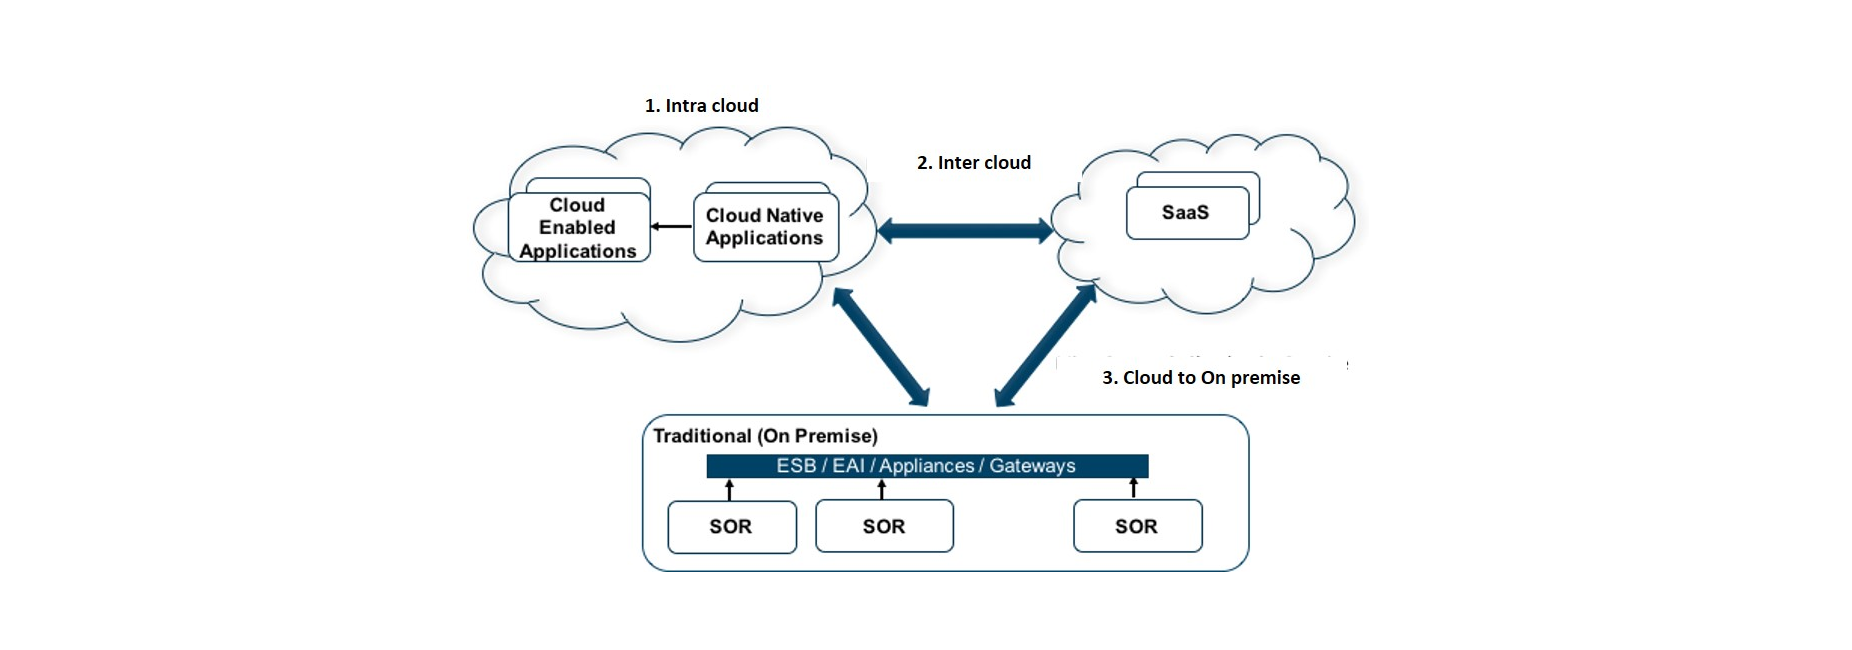 1. Intra cloud
2. Inter cloud
Cloud
Enabled
Applications
Cloud Native
Applications
SaaS
3. Cloud to On premise
Traditional (On Premise)
ESB / EAI / Appliances / Gateways
SOR
SOR
SOR